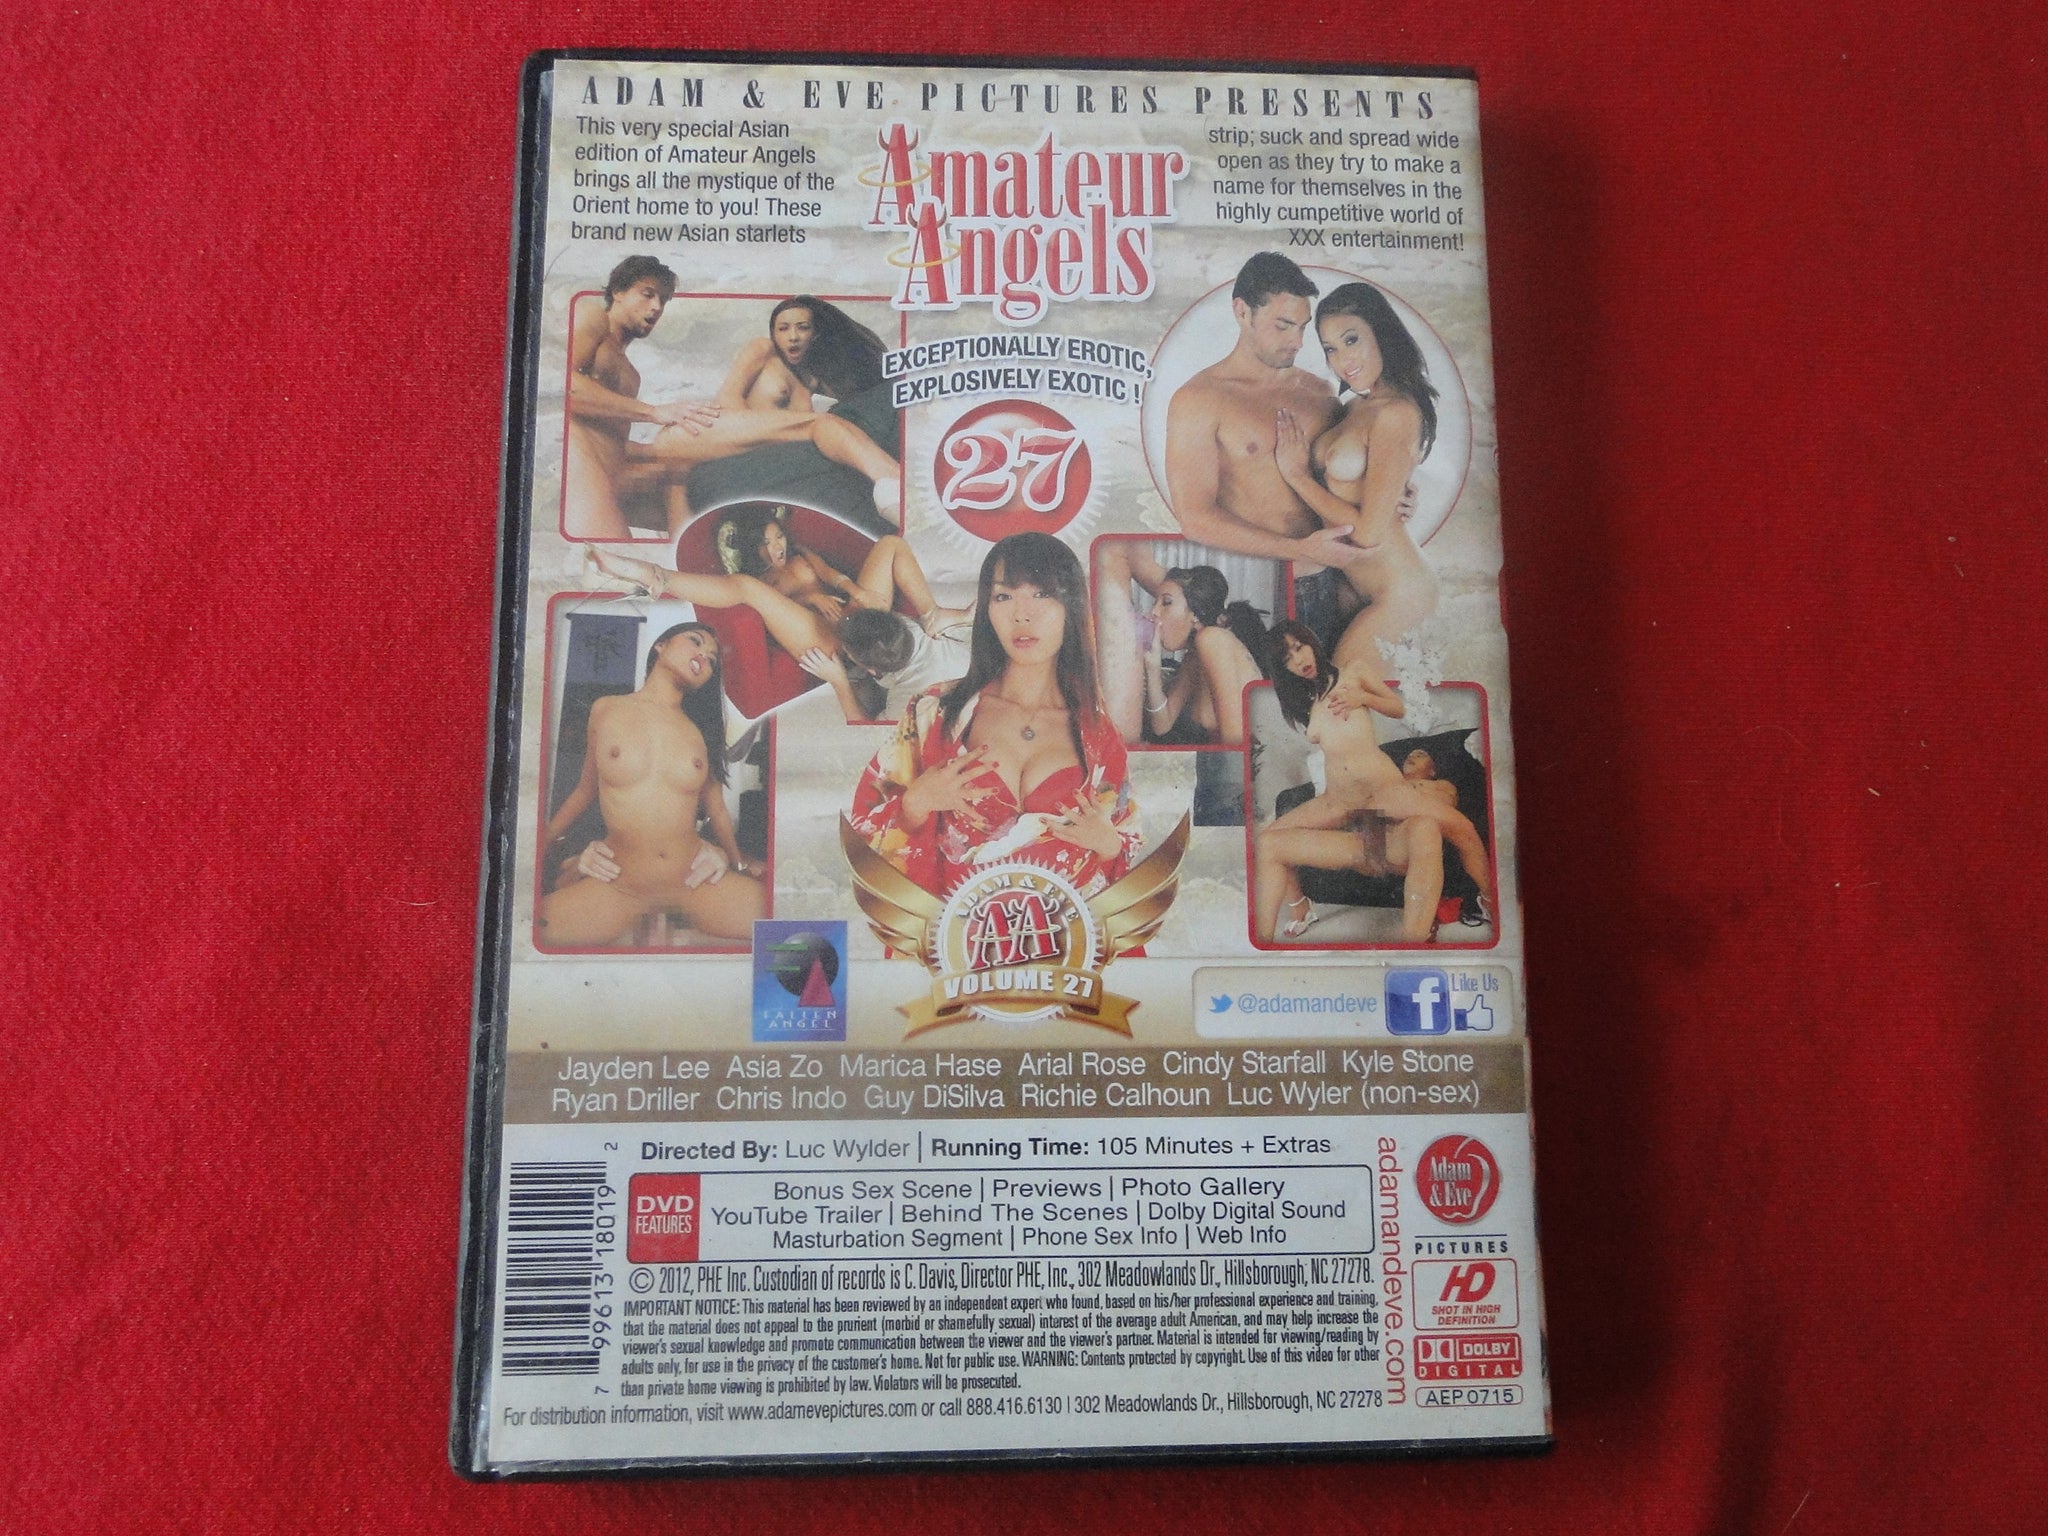 ADAM & EVE PICTURES PRESENTS
This very special Asian
edition of Amateur Angels
brings all the mystique of the
Orient home to you! These
brand new Asian starlets
Amateur
Angels
strip; suck and spread wide
open as they try to make a
name for themselves in the
highly cumpetitive world of
XXX entertainment!
EXCEPTIONALLY EROTIC,
EXPLOSIVELY EXOTIC !
27
ADAM & EVE
AA
VOLUME 27
FALLEN
ANGEL
@adamandeve
f
Like Us
Jayden Lee Asia Zo Marica Hase Arial Rose Cindy Starfall Kyle Stone
Ryan Driller Chris Indo Guy DiSilva Richie Calhoun Luc Wyler (non-sex)
Directed By: Luc Wylder | Running Time: 105 Minutes + Extras
DVD
FEATURES
Bonus Sex Scene | Previews | Photo Gallery
YouTube Trailer | Behind The Scenes | Dolby Digital Sound
Masturbation Segment | Phone Sex Info | Web Info
© 2012, PHE Inc. Custodian of records is C. Davis, Director PHE, Inc., 302 Meadowlands Dr., Hillsborough, NC 27278.
IMPORTANT NOTICE: This material has been reviewed by an independent expert who found, based on his/her professional experience and training,
that the material does not appeal to the prurient (morbid or shamefully sexual) interest of the average adult American, and may help increase the
viewer's sexual knowledge and promote communication between the viewer and the viewer's partner. Material is intended for viewing/reading by
adults only, for use in the privacy of the customer's home. Not for public use. WARNING: Contents protected by copyright. Use of this video for other
than private home viewing is prohibited by law. Violators will be prosecuted.
For distribution information, visit www.adamevepictures.com or call 888.416.6130 | 302 Meadowlands Dr., Hillsborough, NC 27278
7 99613 18019 2
adamandeve.com
Adam
& Eve
PICTURES
HD
SHOT IN HIGH
DEFINITION
DOLBY
DIGITAL
AEP 0715